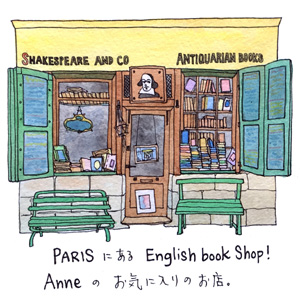 SHAKESPEARE AND CO
ANTIQUARIAN BOOKS
PARIS にある English book Shop!
Anne の お気に入りのお店。